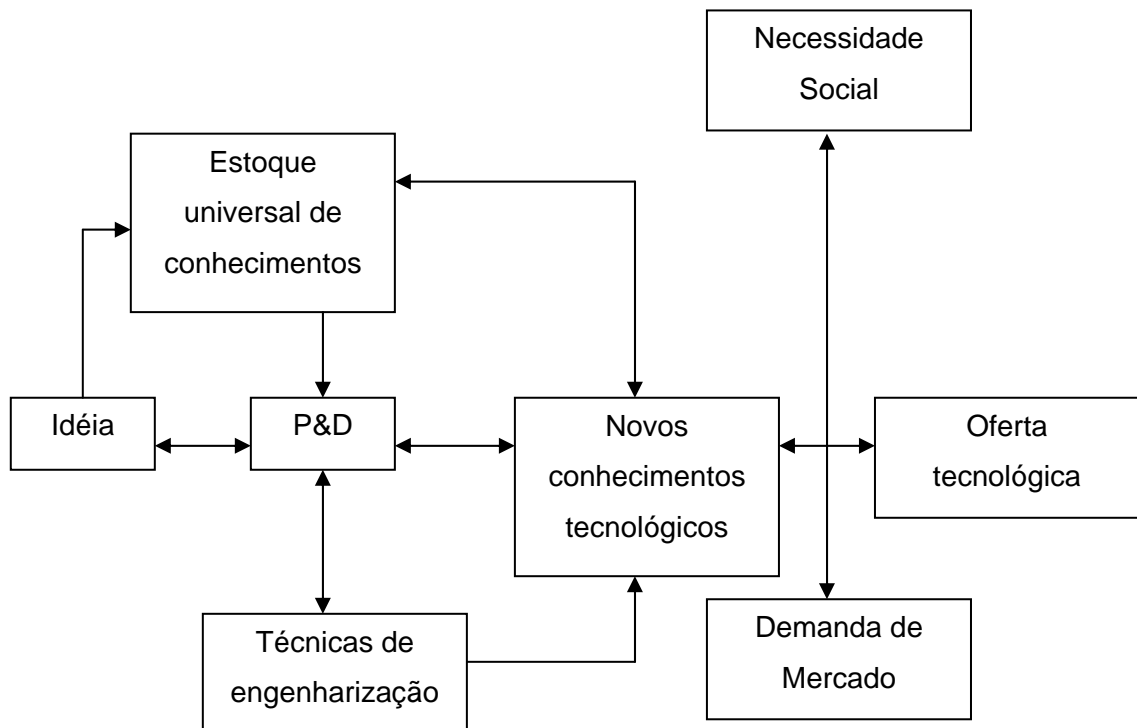 Necessidade
Social
Estoque
universal de
conhecimentos
Idéia
P&D
Novos
conhecimentos
tecnológicos
Oferta
tecnológica
Técnicas de
engenharização
Demanda de
Mercado